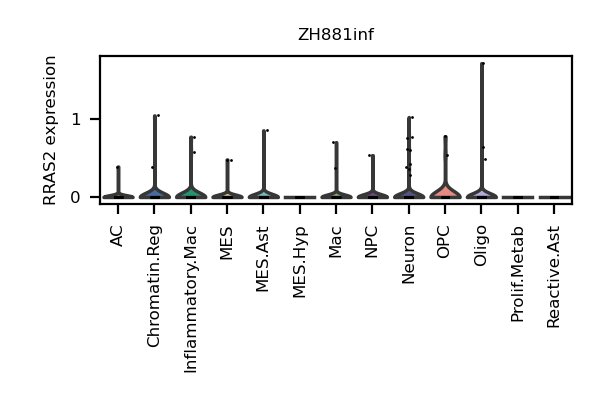 ZH881inf
RRAS2 expression
1
0
AC
Chromatin.Reg
Inflammatory.Mac
MES
MES.Ast
MES.Hyp
Mac
NPC
Neuron
OPC
Oligo
Prolif.Metab
Reactive.Ast